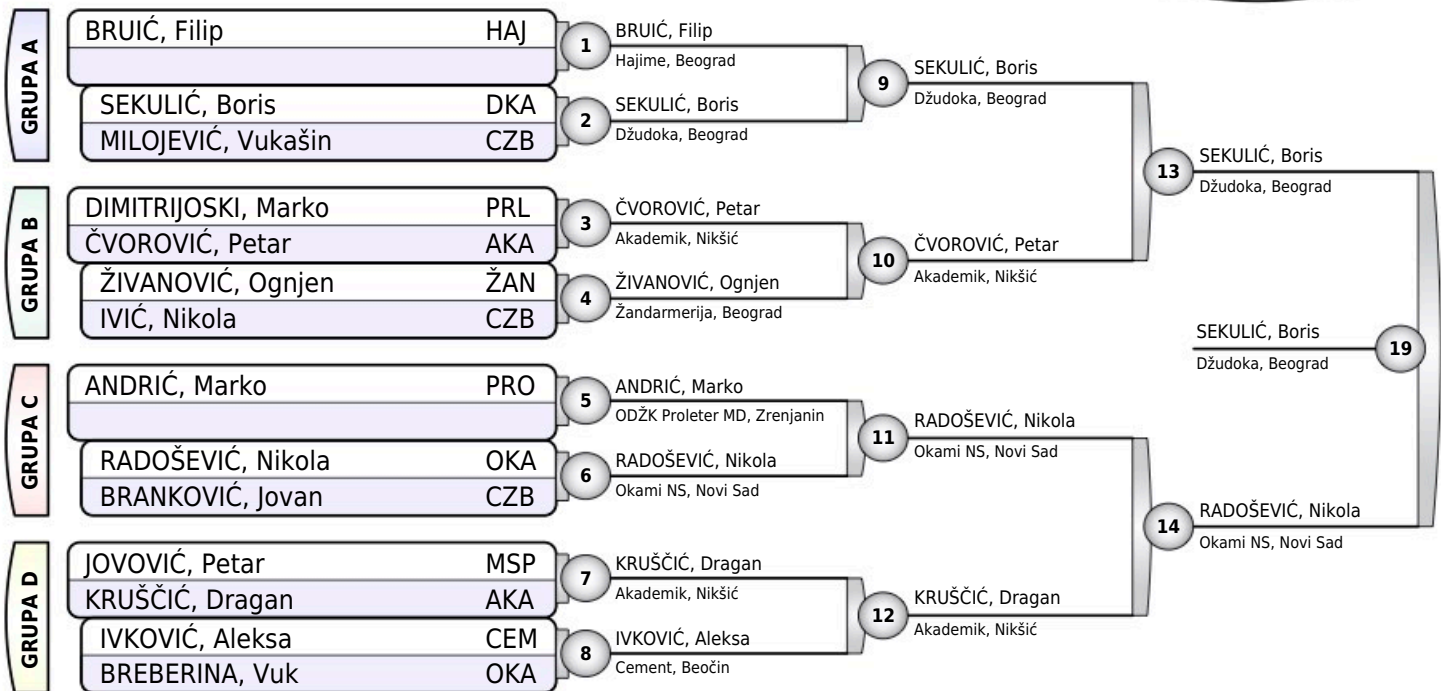 GRUPA A
BRUIĆ, Filip HAJ
SEKULIĆ, Boris DKA
MILOJEVIĆ, Vukašin CZB
GRUPA B
DIMITRIJOSKI, Marko PRL
ČVOROVIĆ, Petar AKA
ŽIVANOVIĆ, Ognjen ŽAN
IVIĆ, Nikola CZB
GRUPA C
ANDRIĆ, Marko PRO
RADOŠEVIĆ, Nikola OKA
BRANKOVIĆ, Jovan CZB
GRUPA D
JOVOVIĆ, Petar MSP
KRUŠČIĆ, Dragan AKA
IVKOVIĆ, Aleksa CEM
BREBERINA, Vuk OKA
1
BRUIĆ, Filip
Hajime, Beograd
2
SEKULIĆ, Boris
Džudoka, Beograd
3
ČVOROVIĆ, Petar
Akademik, Nikšić
4
ŽIVANOVIĆ, Ognjen
Žandarmerija, Beograd
5
ANDRIĆ, Marko
ODŽK Proleter MD, Zrenjanin
6
RADOŠEVIĆ, Nikola
Okami NS, Novi Sad
7
KRUŠČIĆ, Dragan
Akademik, Nikšić
8
IVKOVIĆ, Aleksa
Cement, Beočin
9
SEKULIĆ, Boris
Džudoka, Beograd
10
ČVOROVIĆ, Petar
Akademik, Nikšić
11
RADOŠEVIĆ, Nikola
Okami NS, Novi Sad
12
KRUŠČIĆ, Dragan
Akademik, Nikšić
13
SEKULIĆ, Boris
Džudoka, Beograd
14
RADOŠEVIĆ, Nikola
Okami NS, Novi Sad
SEKULIĆ, Boris
Džudoka, Beograd
19